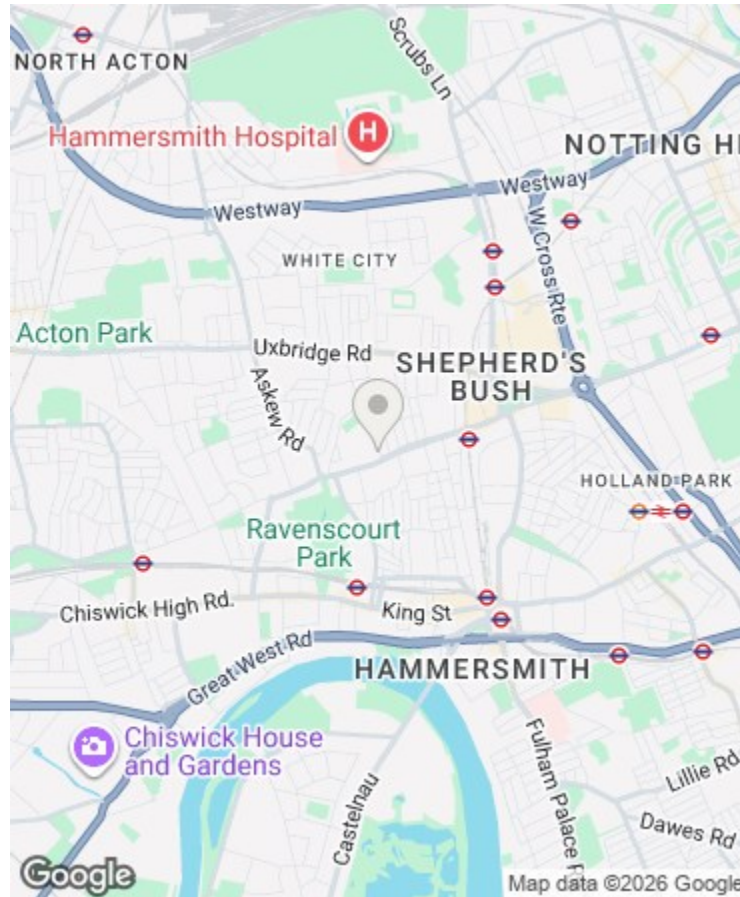 Scrubs Ln
NORTH ACTON
Hammersmith Hospital
H
NOTTING HI
Westway
Westway
W Cross Rte
WHITE CITY
Acton Park
Uxbridge Rd
SHEPHERD'S
BUSH
Askew Rd
HOLLAND PARK
Ravenscourt
Park
Chiswick High Rd.
King St
Great West Rd
HAMMERSMITH
Chiswick House
and Gardens
Castelnau
Fulham Palace R
Lillie Rd
Dawes Rd
Google
Map data ©2026 Google